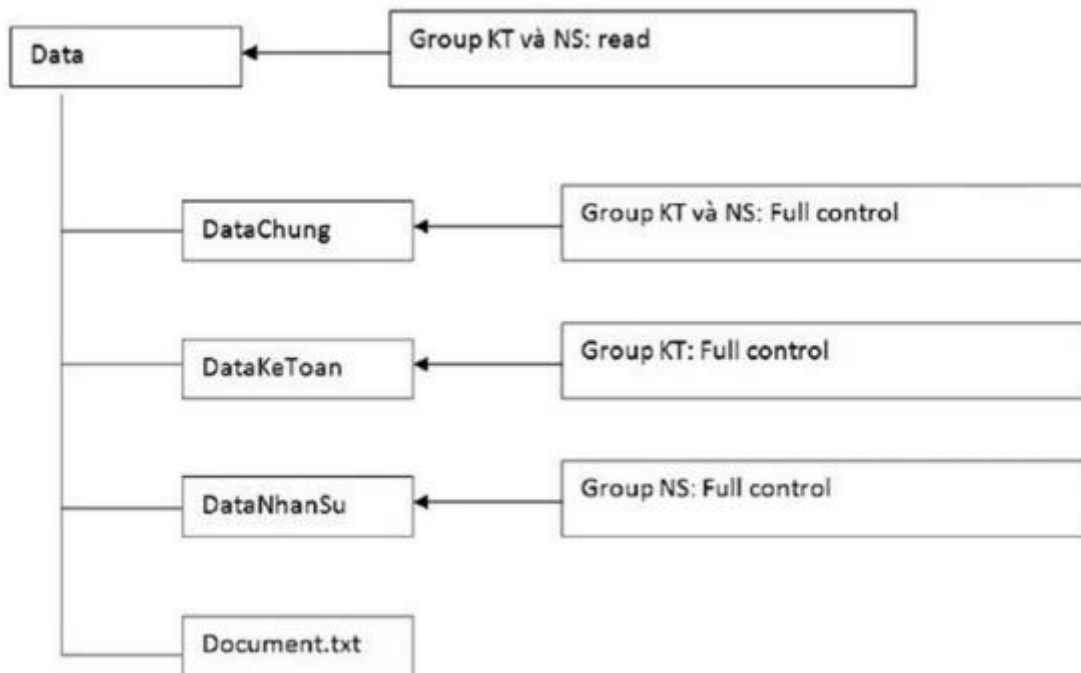 Data
Group KT và NS: read
DataChung
Group KT và NS: Full control
DataKeToan
Group KT: Full control
DataNhanSu
Group NS: Full control
Document.txt